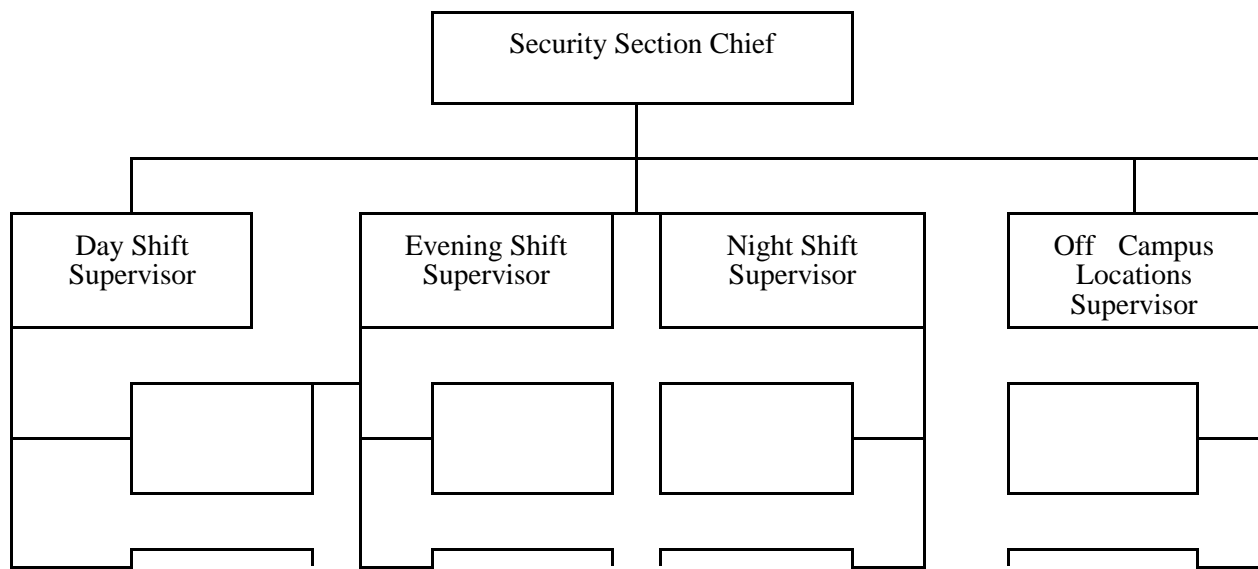 Security Section Chief
Day Shift
Supervisor
Evening Shift
Supervisor
Night Shift
Supervisor
Off Campus
Locations
Supervisor